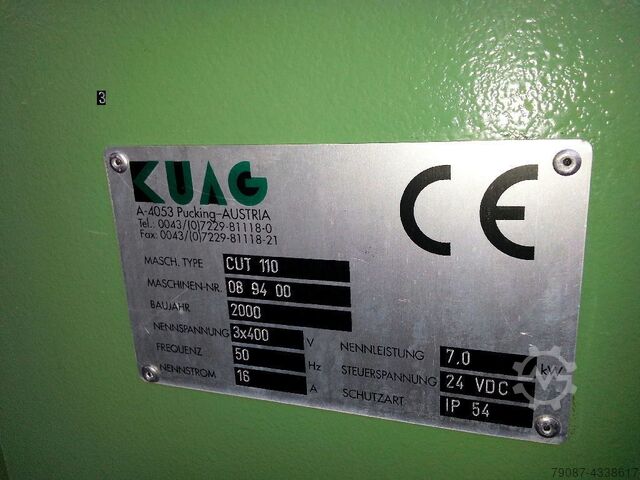 3
KUAG
A-4053 Pucking-AUSTRIA
Tel.: 0043/(0)7229-81118-0
Fax: 0043/(0)7229-81118-21
CE
MASCH. TYPE CUT 110
MASCHINEN-NR. 08 94 00
BAUJAHR 2000
NENNSPANNUNG 3x400 V
FREQUENZ 50 Hz
NENNSTROM 16 A
NENNLEISTUNG 7.0 kW
STEUERSPANNUNG 24 VDC
SCHUTZART IP 54
79087-4338617